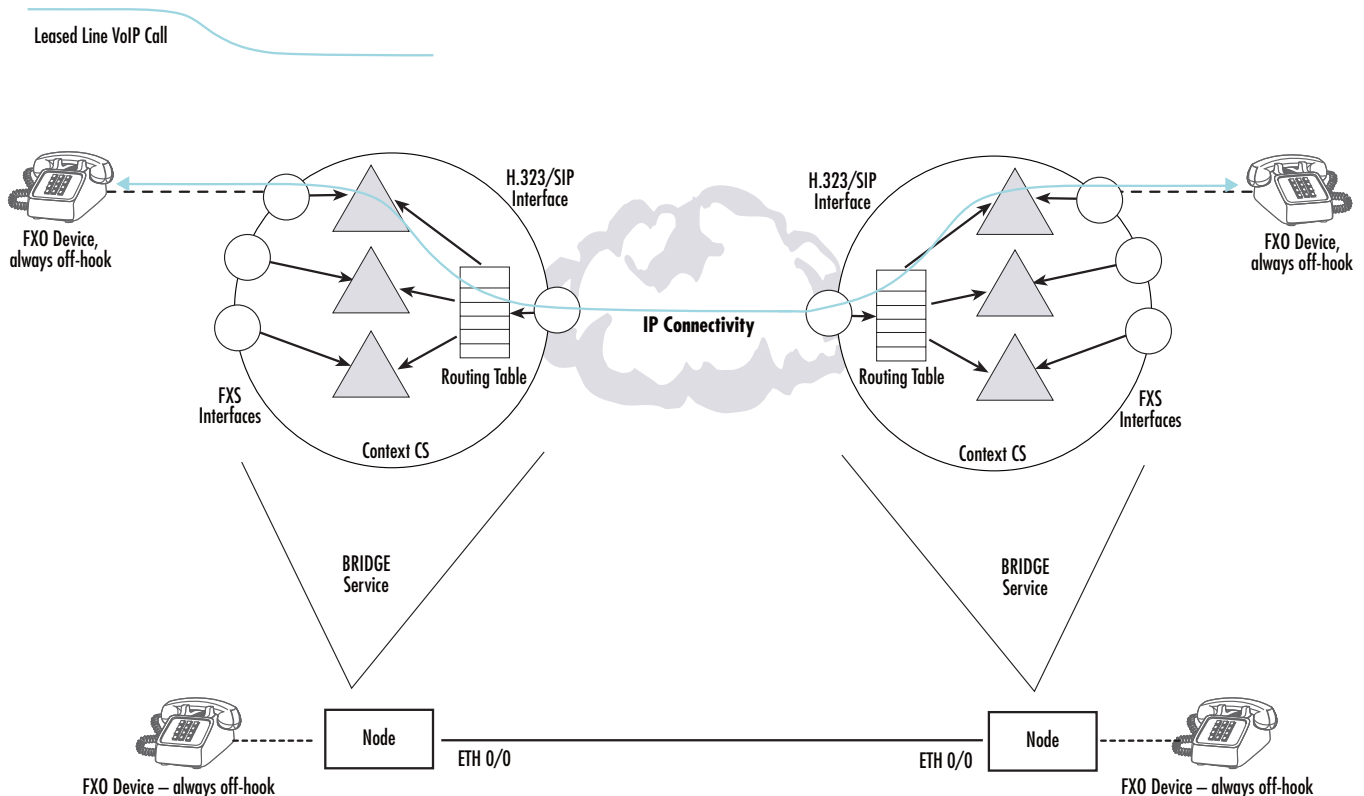 Leased Line VoIP Call
FXO Device,
always off-hook
H.323/SIP
Interface
Routing Table
FXS
Interfaces
Context CS
IP Connectivity
H.323/SIP
Interface
Routing Table
FXS
Interfaces
Context CS
FXO Device,
always off-hook
BRIDGE
Service
BRIDGE
Service
Node
ETH 0/0
FXO Device – always off-hook
ETH 0/0
Node
FXO Device – always off-hook